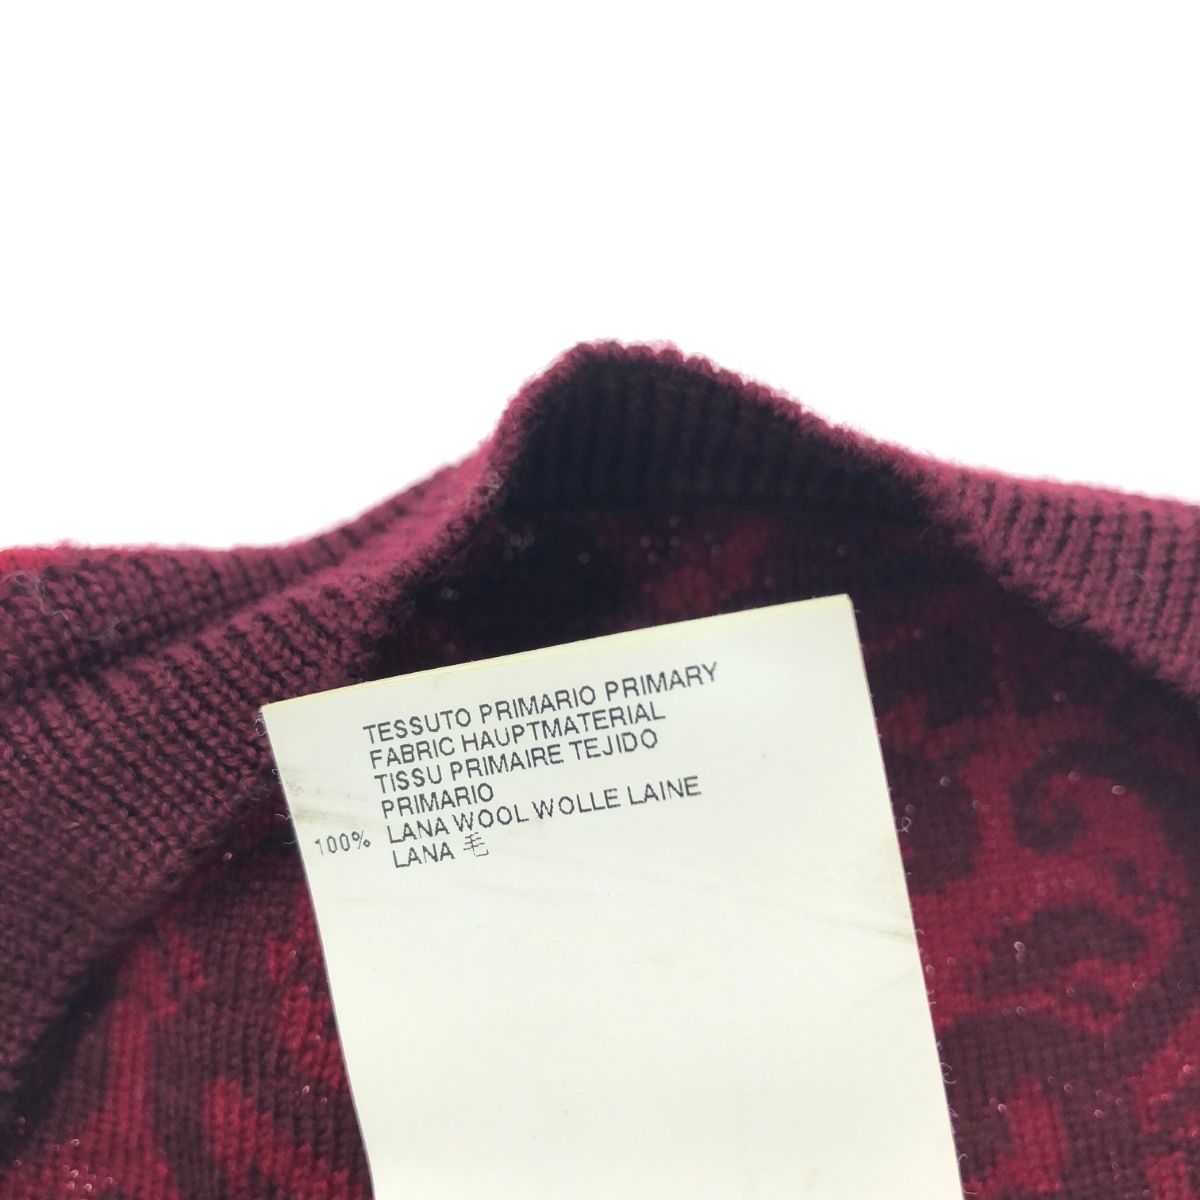 TESSUTO PRIMARIO PRIMARY
FABRIC HAUPTMATERIAL
TISSU PRIMAIRE TEJIDO
PRIMARIO
100% LANA WOOL WOLLE LAINE
LANA 毛